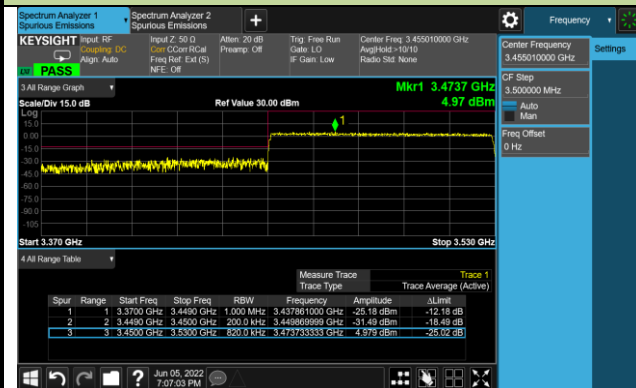 Spectrum Analyzer 1
Spurious Emissions
Spectrum Analyzer 2
Spurious Emissions
+
Frequency
KEYSIGHT
Input: RF
Coupling: DC
Align: Auto
Input Z: 50 Ω
Corr CCorr RCal
Freq Ref: Ext (S)
NFE: Off
Atten: 20 dB
Preamp: Off
Trig: Free Run
Gate: LO
IF Gain: Low
Center Freq: 3.455010000 GHz
Avg|Hold:>10/10
Radio Std: None
PASS
3 All Range Graph
Mkr1 3.4737 GHz
Scale/Div 15.0 dB
Ref Value 30.00 dBm
4.97 dBm
Log
15.0
0.00
-15.0
-30.0
-45.0
-60.0
-75.0
-90.0
-105
1
Start 3.370 GHz
Stop 3.530 GHz
4 All Range Table
Measure Trace Trace 1
Trace Type Trace Average (Active)
Spur Range Start Freq Stop Freq RBW Frequency Amplitude ΔLimit
1 1 3.3700 GHz 3.4490 GHz 1.000 MHz 3.437861000 GHz -25.18 dBm -12.18 dB
2 2 3.4490 GHz 3.4500 GHz 200.0 kHz 3.449869999 GHz -31.49 dBm -18.49 dB
3 3 3.4500 GHz 3.5300 GHz 820.0 kHz 3.473733333 GHz 4.979 dBm -25.02 dB
Center Frequency
3.455010000 GHz
Settings
CF Step
3.500000 MHz
Auto
Man
Freq Offset
0 Hz
?
Jun 05, 2022
7:07:03 PM